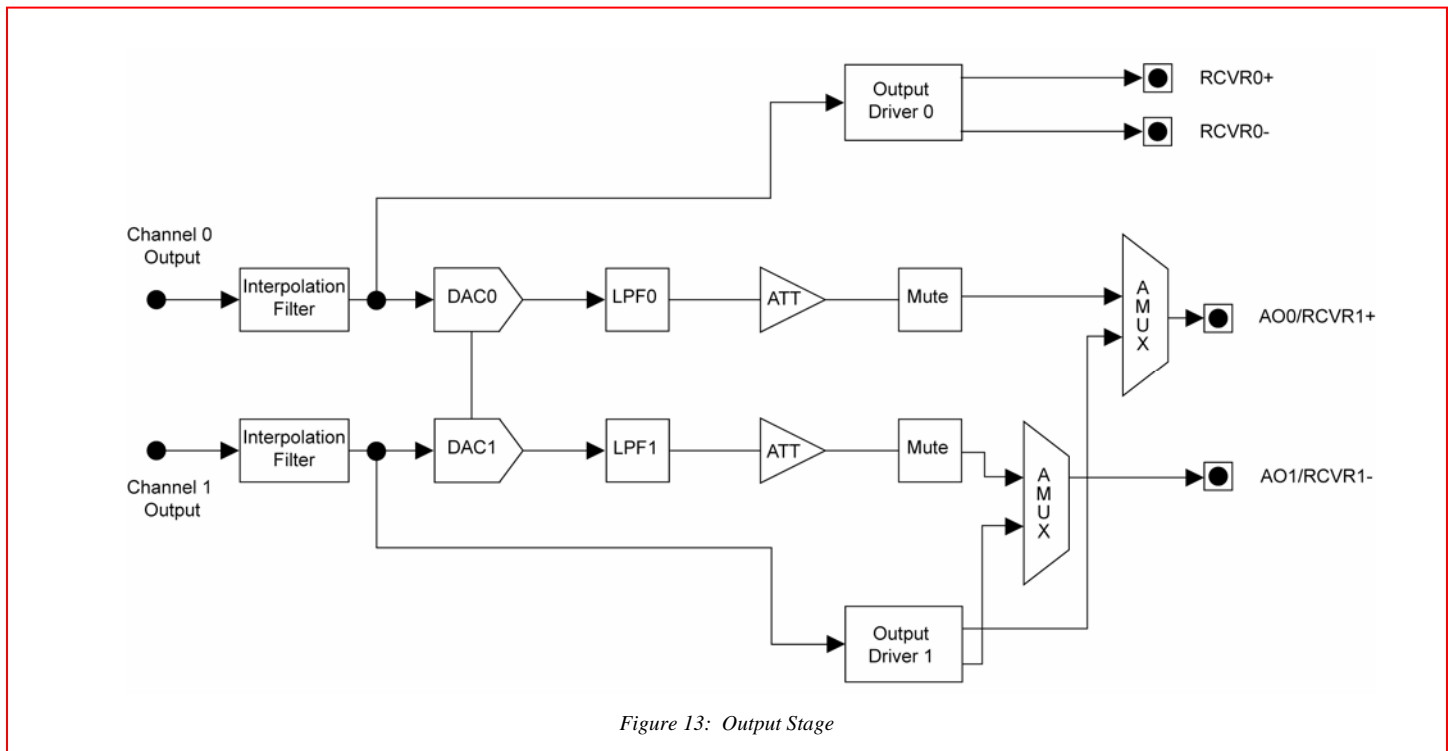 Output
Driver 0
RCVR0+
RCVR0-
Channel 0
Output
Interpolation
Filter
DAC0
LPF0
ATT
Mute
A
M
U
X
AO0/RCVR1+
Interpolation
Filter
DAC1
LPF1
ATT
Mute
A
M
U
X
AO1/RCVR1-
Channel 1
Output
Output
Driver 1
Figure 13: Output Stage